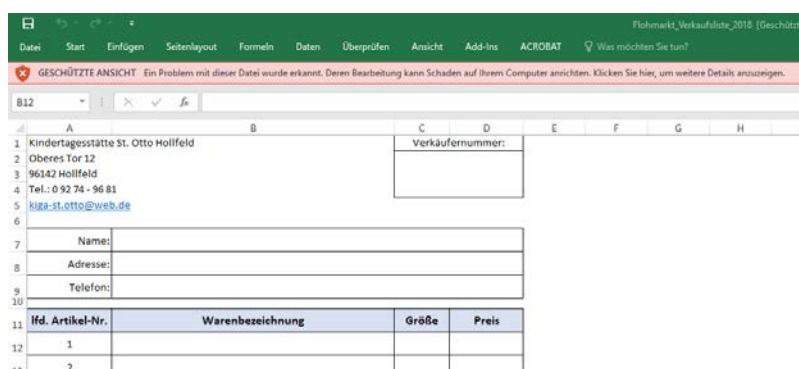 Flohmarkt_Verkaufsliste_2018 [Geschützt
Datei Start Einfügen Seitenlayout Formeln Daten Überprüfen Ansicht Add-Ins ACROBAT Was möchten Sie tun?
GESCHÜTZTE ANSICHT Ein Problem mit dieser Datei wurde erkannt. Deren Bearbeitung kann Schaden auf Ihrem Computer anrichten. Klicken Sie hier, um weitere Details anzuzeigen.
B12 fx
A B C D E F G H
1 Kindertagesstätte St. Otto Hollfeld Verkäufernummer:
2 Oberes Tor 12
3 96142 Hollfeld
4 Tel.: 0 92 74 - 96 81
5 kiga-st.otto@web.de
6
7 Name:
8 Adresse:
9 Telefon:
10
11 lfd. Artikel-Nr. Warenbezeichnung Größe Preis
12 1
2